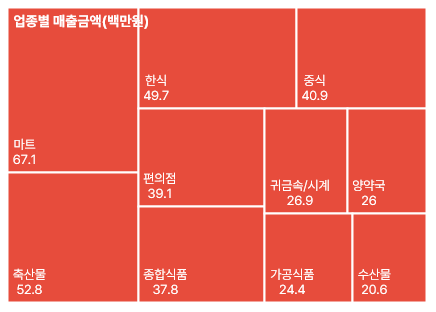 업종별 매출금액(백만원)
마트
67.1
축산물
52.8
한식
49.7
중식
40.9
편의점
39.1
종합식품
37.8
귀금속/시계
26.9
양약국
26
가공식품
24.4
수산물
20.6